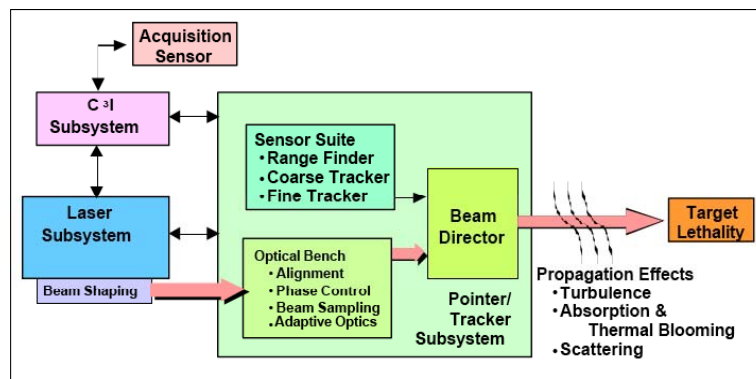 Acquisition
Sensor
C³I
Subsystem
Laser
Subsystem
Beam Shaping
Sensor Suite
• Range Finder
• Coarse Tracker
• Fine Tracker
Optical Bench
• Alignment
• Phase Control
• Beam Sampling
• Adaptive Optics
Beam
Director
Pointer/
Tracker
Subsystem
Propagation Effects
• Turbulence
• Absorption &
Thermal Blooming
• Scattering
Target
Lethality